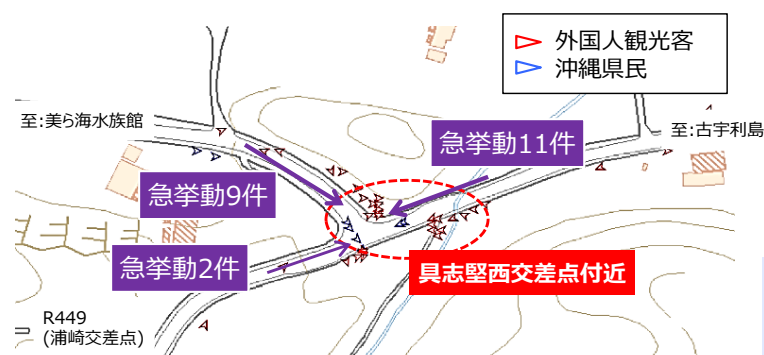 外国人観光客
沖縄県民
至:美ら海水族館
至:古宇利島
急挙動11件
急挙動9件
急挙動2件
具志堅西交差点付近
R449
(浦崎交差点)